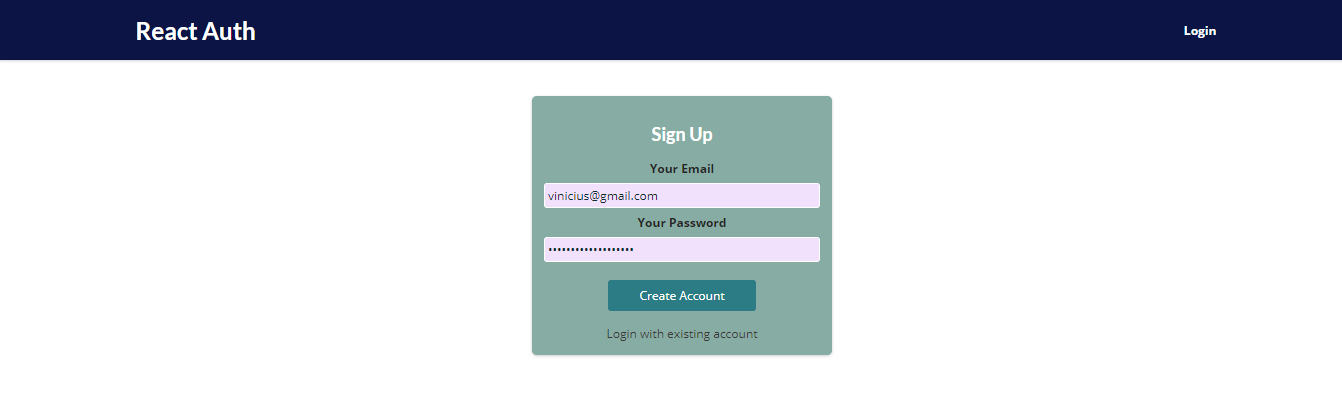 React Auth
Login
Sign Up
Your Email
vinicius@gmail.com
Your Password
•••••••••••••••••••
Create Account
Login with existing account